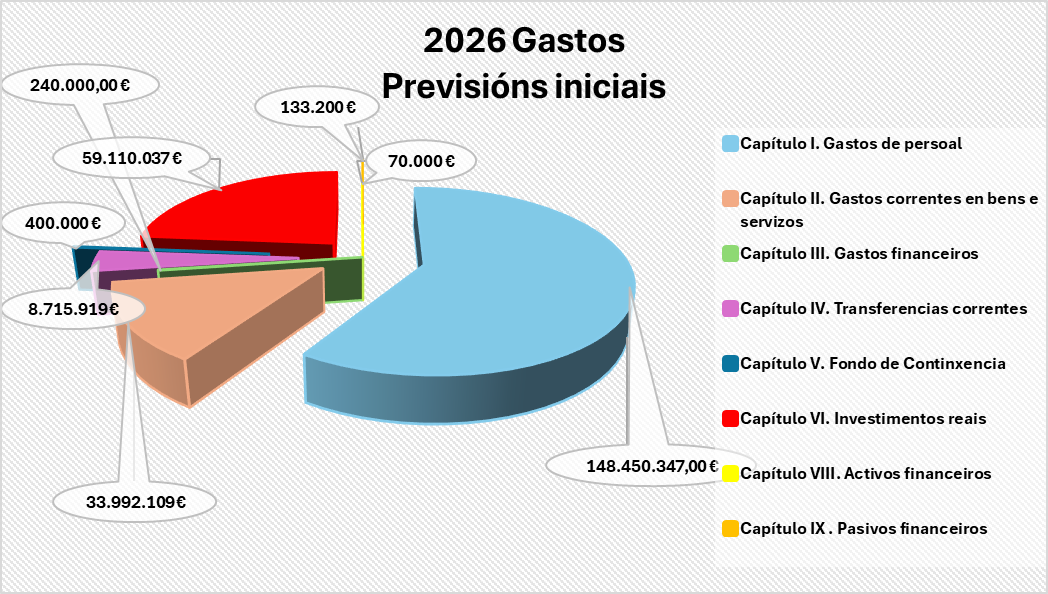 2026 Gastos
Previsións iniciais
240.000,00 €
133.200 €
59.110.037 €
70.000 €
400.000 €
8.715.919 €
33.992.109 €
148.450.347,00 €
Capítulo I. Gastos de persoal
Capítulo II. Gastos correntes en bens e
servizos
Capítulo III. Gastos financeiros
Capítulo IV. Transferencias correntes
Capítulo V. Fondo de Continxencia
Capítulo VI. Investimentos reais
Capítulo VIII. Activos financeiros
Capítulo IX . Pasivos financeiros